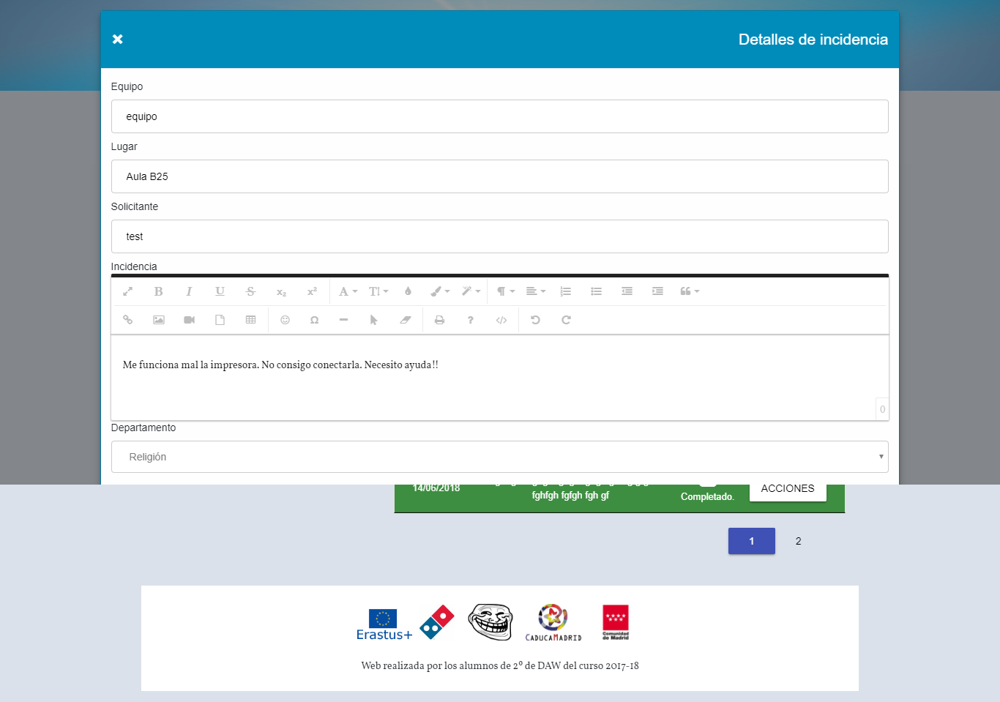 Detalles de incidencia
Equipo
equipo
Lugar
Aula B25
Solicitante
test
Incidencia
Me funciona mal la impresora. No consigo conectarla. Necesito ayuda!!
0
Departamento
Religión
14/06/2018
fghfgh fgfgh fgh gf
Completado.
ACCIONES
1
2
Erastus+
CADUCAMADRID
Comunidad
de Madrid
Web realizada por los alumnos de 2º de DAW del curso 2017-18